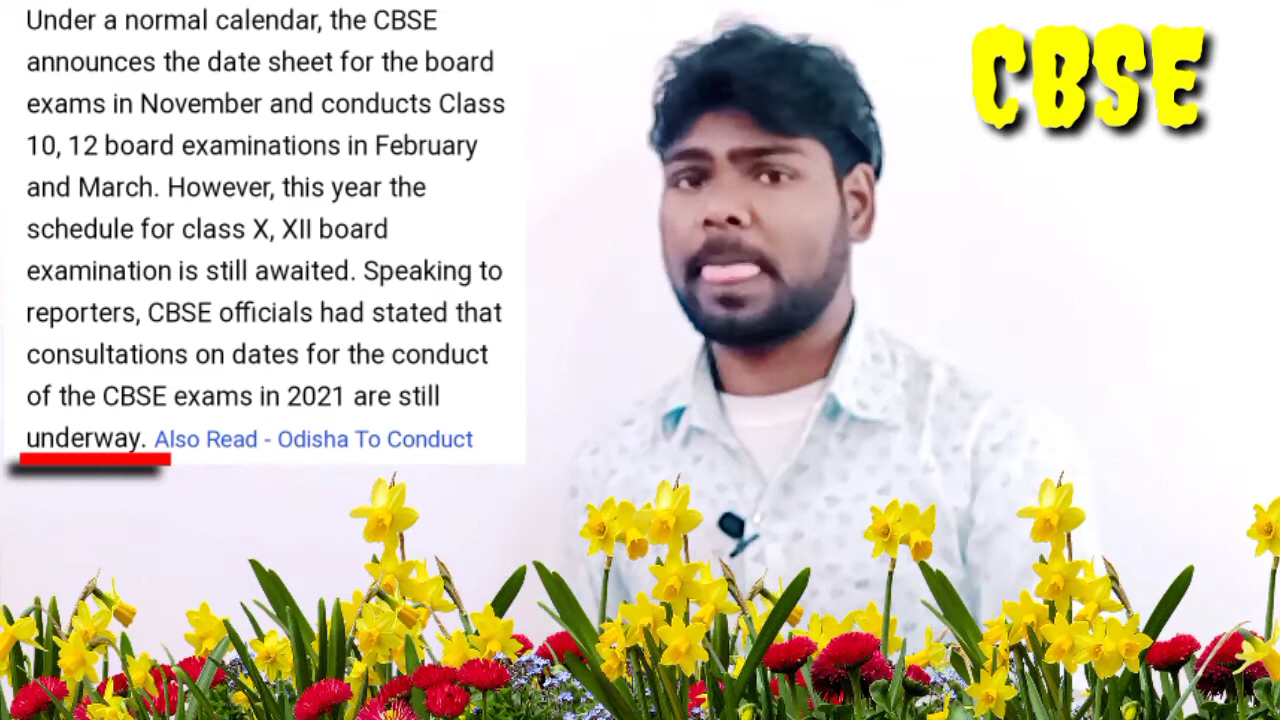 Under a normal calendar, the CBSE
announces the date sheet for the board
exams in November and conducts Class
10, 12 board examinations in February
and March. However, this year the
schedule for class X, XII board
examination is still awaited. Speaking to
reporters, CBSE officials had stated that
consultations on dates for the conduct
of the CBSE exams in 2021 are still
underway. Also Read - Odisha To Conduct
CBSE